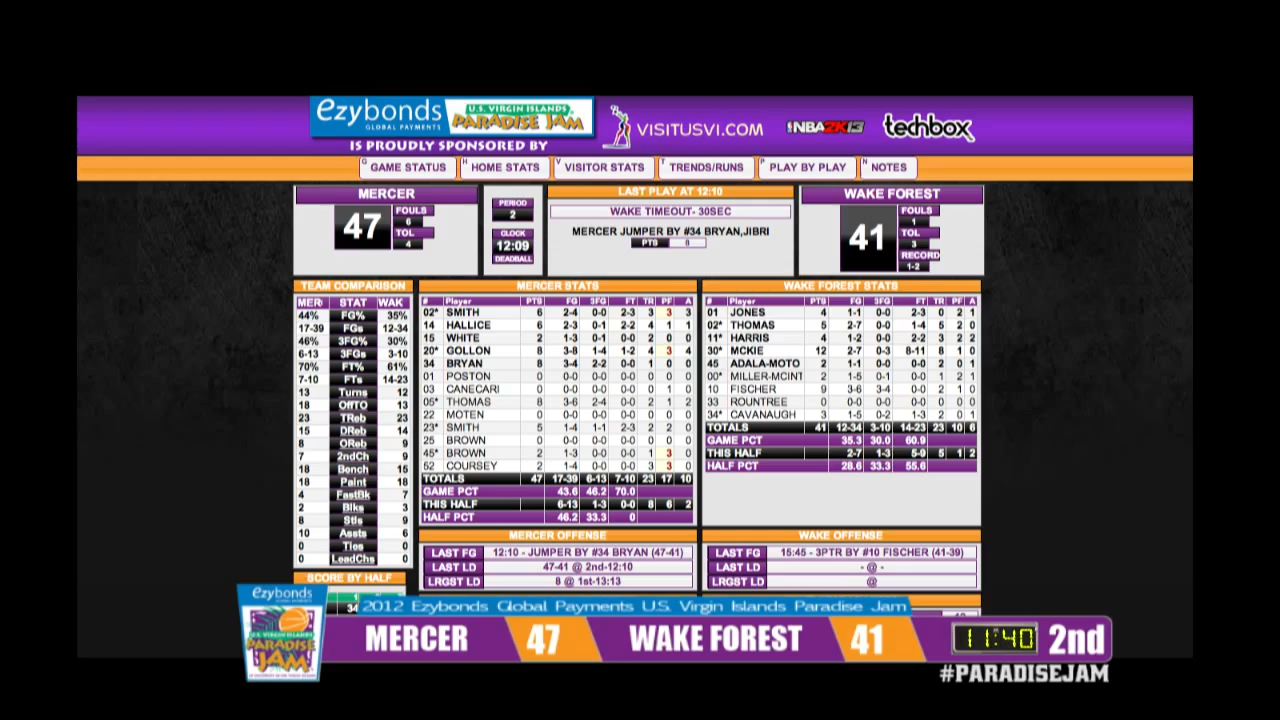 ezybonds
GLOBAL PAYMENTS
U.S. VIRGIN ISLANDS
PARADISE JAM
IS PROUDLY SPONSORED BY
VISITUSVI.COM
NBA2K13
techbox
G GAME STATUS
H HOME STATS
V VISITOR STATS
T TRENDS/RUNS
P PLAY BY PLAY
N NOTES
MERCER
47
FOULS
6
TOL
4
PERIOD
2
CLOCK
12:09
DEADBALL
LAST PLAY AT 12:10
WAKE TIMEOUT- 30SEC
MERCER JUMPER BY #34 BRYAN,JIBRI
PTS 8
WAKE FOREST
41
FOULS
1
TOL
3
RECORD
1-2
TEAM COMPARISON
MER STAT WAK
44% FG% 35%
17-39 FGs 12-34
46% 3FG% 30%
6-13 3FGs 3-10
70% FT% 61%
7-10 FTs 14-23
13 Turns 12
18 OffTO 13
23 TReb 23
15 DReb 14
8 OReb 9
7 2ndCh 9
18 Bench 15
18 Paint 18
4 FastBk 7
2 Blks 3
8 Stls 9
10 Assts 6
0 Ties 0
0 LeadChs 0
SCORE BY HALF
34
MERCER STATS
# Player PTS FG 3FG FT TR PF A
02* SMITH 6 2-4 0-0 2-3 3 3 3
14 HALLICE 6 2-3 0-1 2-2 4 1 1
15 WHITE 2 1-3 0-1 0-0 2 0 0
20* GOLLON 8 3-8 1-4 1-2 4 3 4
34 BRYAN 8 3-4 2-2 0-0 1 0 0
01 POSTON 0 0-0 0-0 0-0 0 0 0
03 CANECARI 0 0-0 0-0 0-0 0 1 0
05* THOMAS 8 3-6 2-4 0-0 2 1 2
22 MOTEN 0 0-0 0-0 0-0 0 0 0
23* SMITH 5 1-4 1-1 2-3 2 2 0
25 BROWN 0 0-0 0-0 0-0 0 0 0
45* BROWN 2 1-3 0-0 0-0 1 3 0
52 COURSEY 2 1-4 0-0 0-0 3 3 0
TOTALS 47 17-39 6-13 7-10 23 17 10
GAME PCT 43.6 46.2 70.0
THIS HALF 6-13 1-3 0-0 8 6 2
HALF PCT 46.2 33.3 0
WAKE FOREST STATS
# Player PTS FG 3FG FT TR PF A
01 JONES 4 1-1 0-0 2-3 0 2 1
02* THOMAS 5 2-7 0-0 1-4 5 2 0
11* HARRIS 4 1-2 0-0 2-2 3 2 2
30* MCKIE 12 2-7 0-3 8-11 8 1 0
45 ADALA-MOTO 2 1-1 0-0 0-0 2 0 1
00* MILLER-MCINT 2 1-5 0-1 0-0 1 2 1
10 FISCHER 9 3-6 3-4 0-0 2 1 0
33 ROUNTREE 0 0-0 0-0 0-0 0 0 0
34* CAVANAUGH 3 1-5 0-2 1-3 2 0 1
TOTALS 41 12-34 3-10 14-23 23 10 6
GAME PCT 35.3 30.0 60.9
THIS HALF 2-7 1-3 5-9 5 1 2
HALF PCT 28.6 33.3 55.6
MERCER OFFENSE
LAST FG 12:10 - JUMPER BY #34 BRYAN (47-41)
LAST LD 47-41 @ 2nd-12:10
LRGST LD 8 @ 1st-13:13
WAKE OFFENSE
LAST FG 15:45 - 3PTR BY #10 FISCHER (41-39)
LAST LD - @ -
LRGST LD @
ezybonds
U.S. VIRGIN ISLANDS
PARADISE JAM
2012 Ezybonds Global Payments U.S. Virgin Islands Paradise Jam
MERCER 47 WAKE FOREST 41 11:40 2nd
#PARADISEJAM